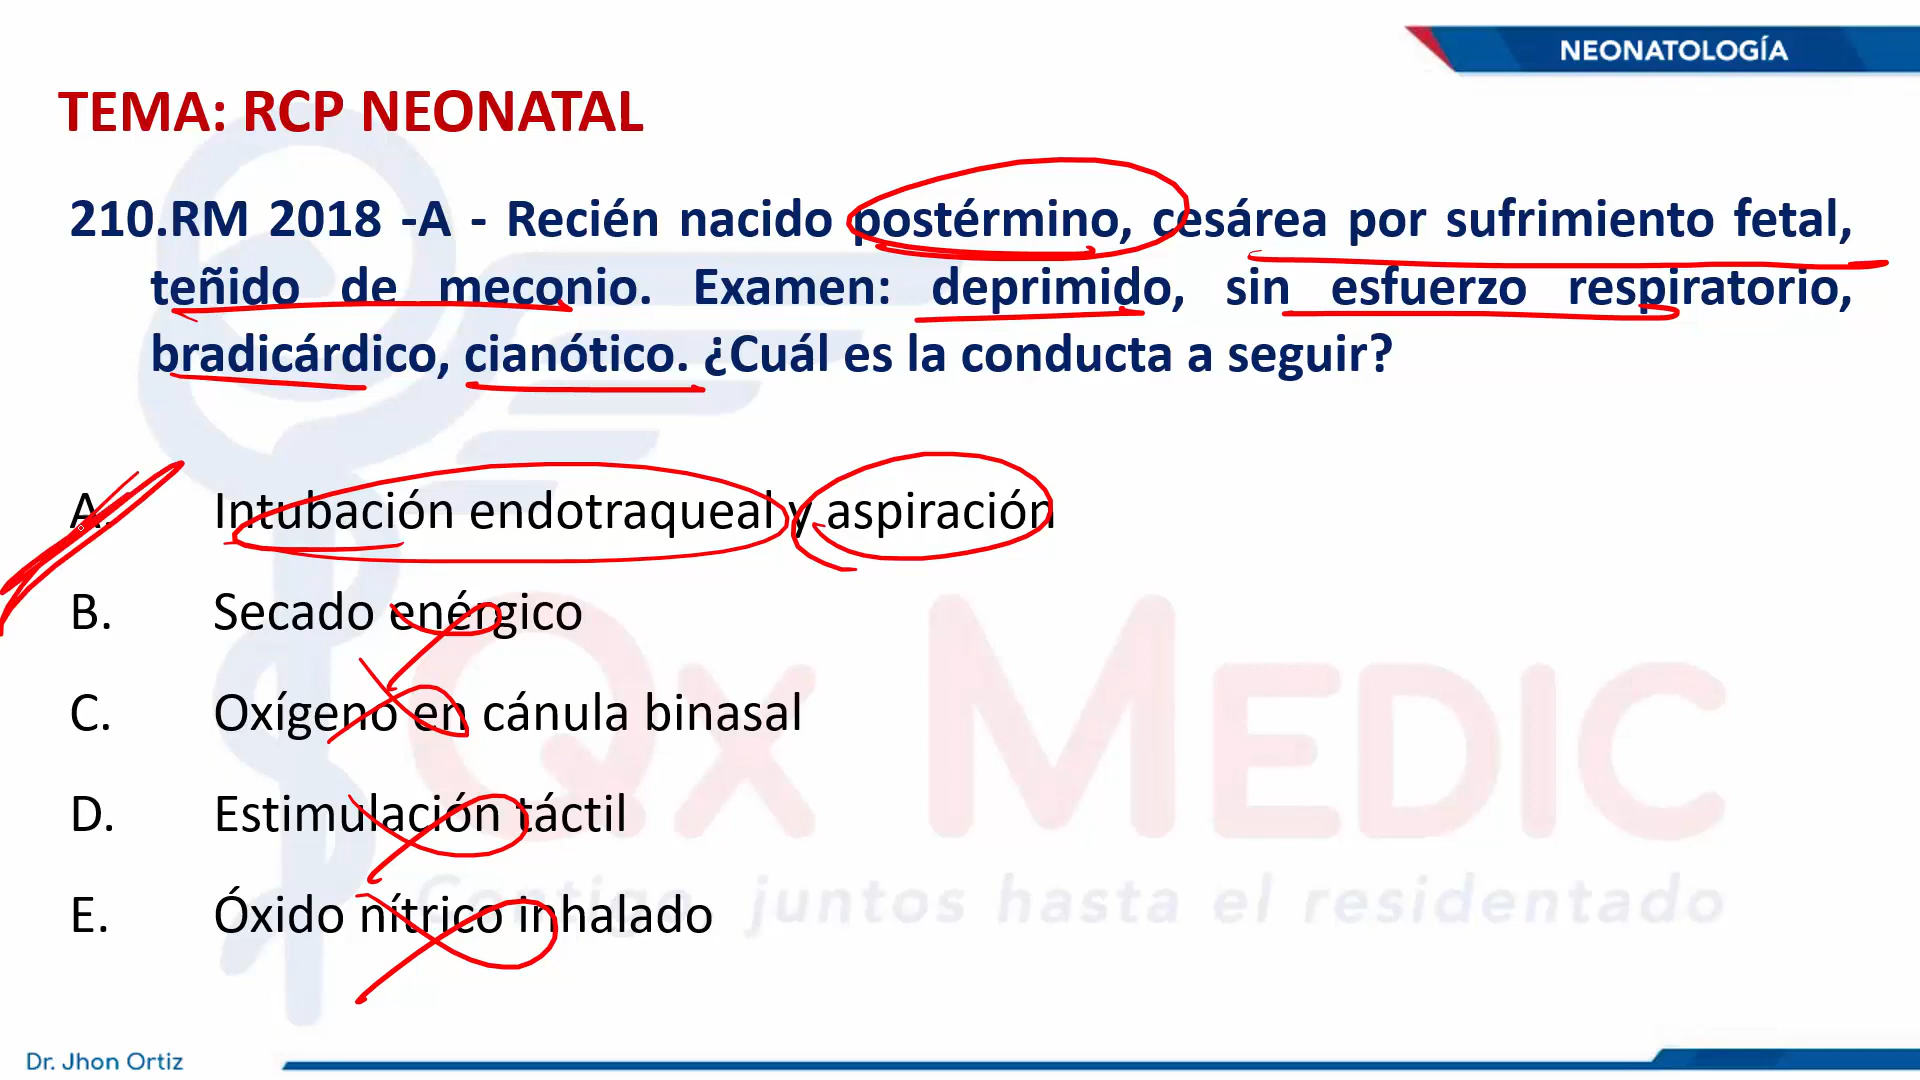 NEONATOLOGÍA
TEMA: RCP NEONATAL
210.RM 2018 -A - Recién nacido postérmino, cesárea por sufrimiento fetal,
teñido de meconio. Examen: deprimido, sin esfuerzo respiratorio,
bradicárdico, cianótico. ¿Cuál es la conducta a seguir?
A. Intubación endotraqueal y aspiración
B. Secado enérgico
C. Oxígeno en cánula binasal
D. Estimulación táctil
E. Óxido nítrico inhalado
QX MEDIC
Contigo, juntos hasta el residentado
Dr. Jhon Ortiz